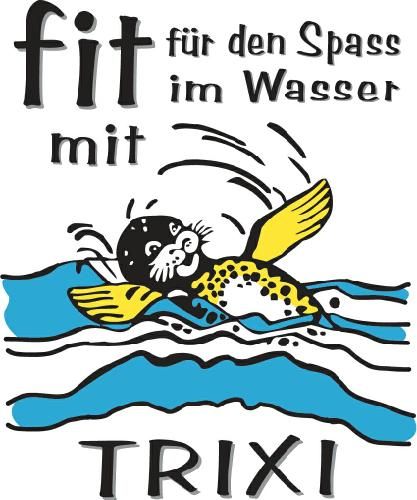 fit für den Spass
im Wasser
mit
TRIXI